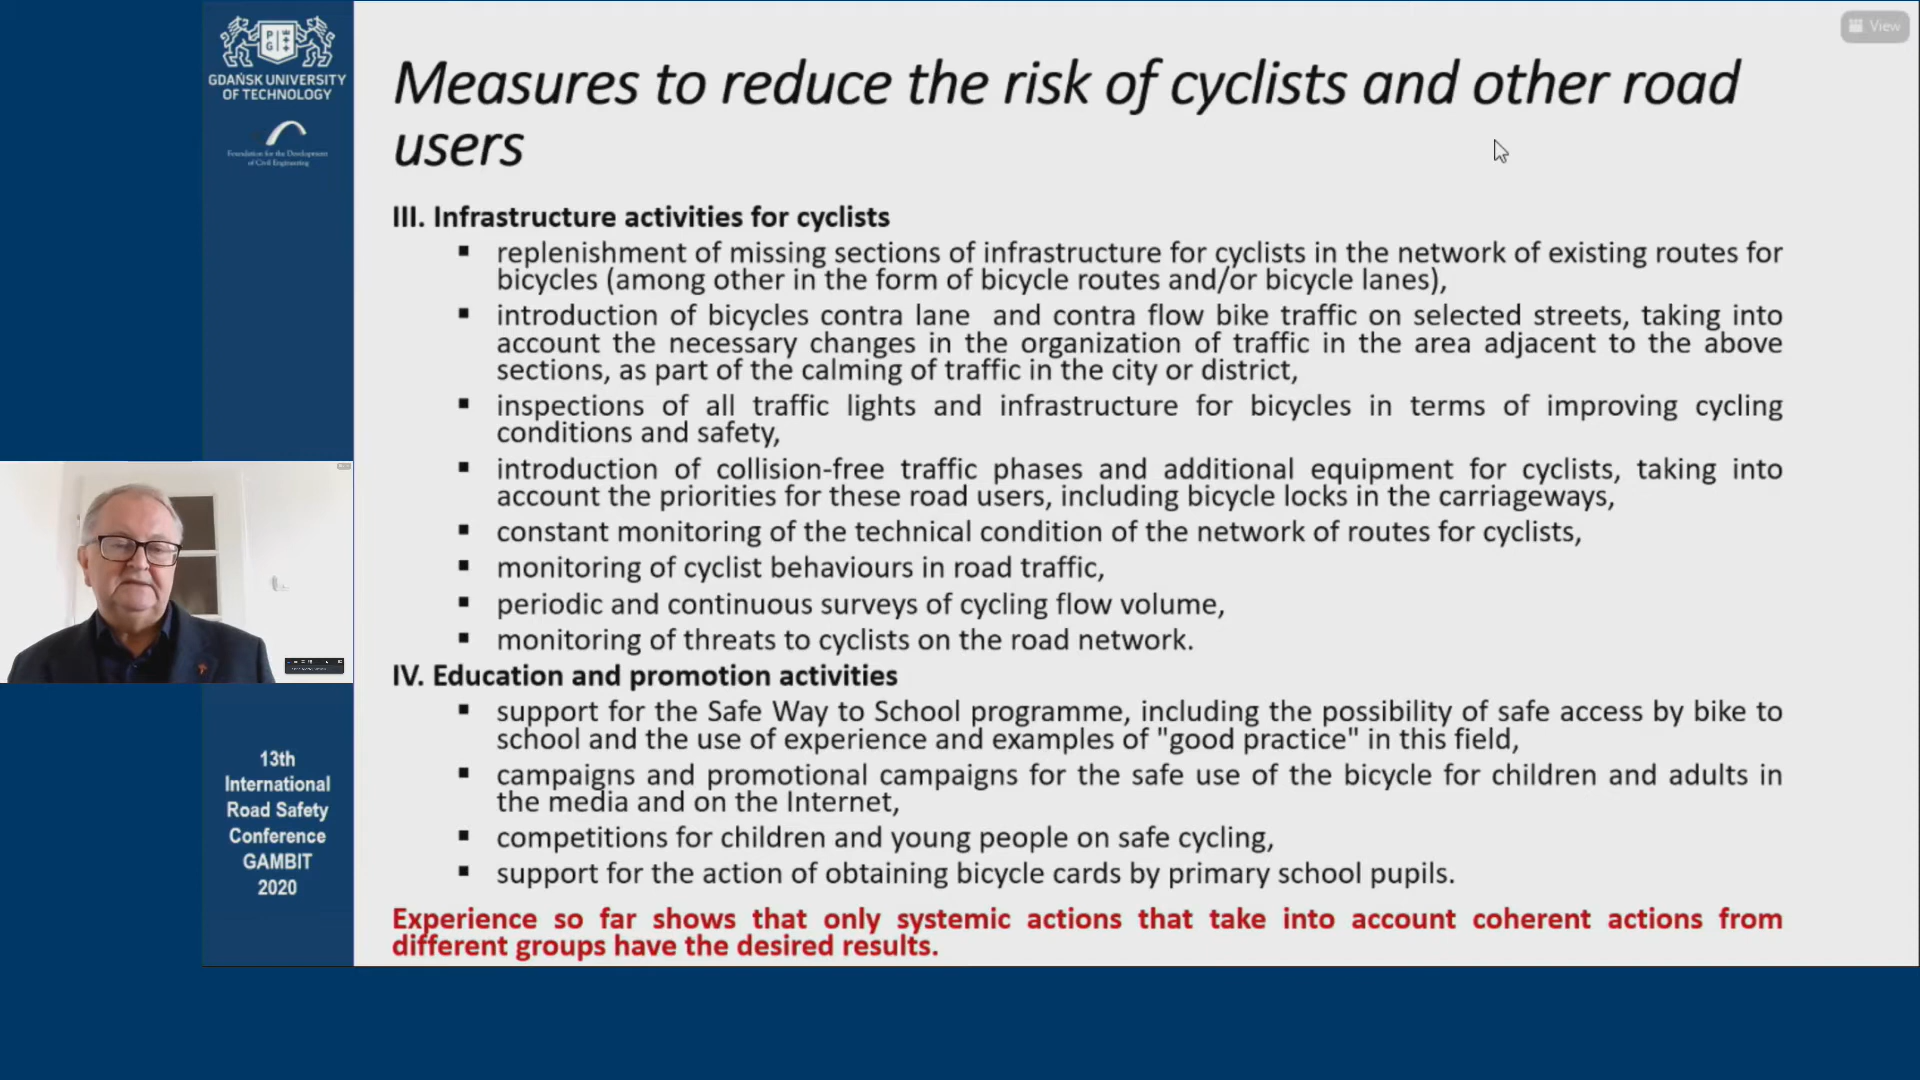 GDAŃSK UNIVERSITY
OF TECHNOLOGY
Foundation for the Development
of Civil Engineering
View
Measures to reduce the risk of cyclists and other road
users
III. Infrastructure activities for cyclists
▪ replenishment of missing sections of infrastructure for cyclists in the network of existing routes for
bicycles (among other in the form of bicycle routes and/or bicycle lanes),
▪ introduction of bicycles contra lane and contra flow bike traffic on selected streets, taking into
account the necessary changes in the organization of traffic in the area adjacent to the above
sections, as part of the calming of traffic in the city or district,
▪ inspections of all traffic lights and infrastructure for bicycles in terms of improving cycling
conditions and safety,
▪ introduction of collision-free traffic phases and additional equipment for cyclists, taking into
account the priorities for these road users, including bicycle locks in the carriageways,
▪ constant monitoring of the technical condition of the network of routes for cyclists,
▪ monitoring of cyclist behaviours in road traffic,
▪ periodic and continuous surveys of cycling flow volume,
▪ monitoring of threats to cyclists on the road network.
IV. Education and promotion activities
▪ support for the Safe Way to School programme, including the possibility of safe access by bike to
school and the use of experience and examples of "good practice" in this field,
▪ campaigns and promotional campaigns for the safe use of the bicycle for children and adults in
the media and on the Internet,
▪ competitions for children and young people on safe cycling,
▪ support for the action of obtaining bicycle cards by primary school pupils.
Experience so far shows that only systemic actions that take into account coherent actions from
different groups have the desired results.
13th
International
Road Safety
Conference
GAMBIT
2020